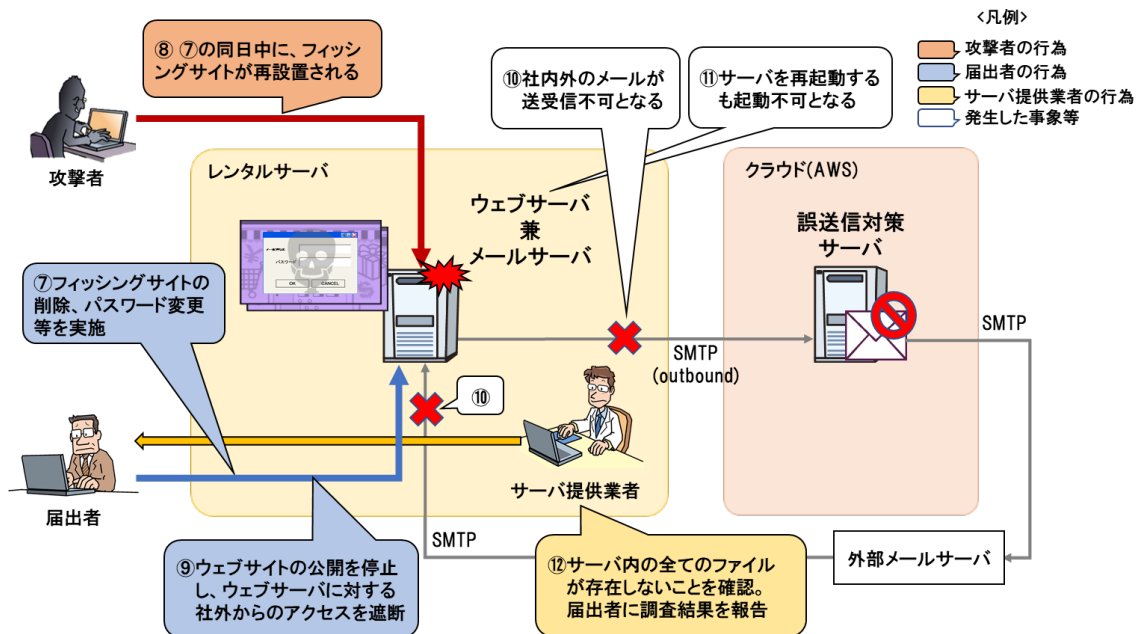 <凡例>
攻撃者の行為
届出者の行為
サーバ提供業者の行為
発生した事象等
⑧ ⑦の同日中に、フィッシ
ングサイトが再設置される
⑩社内外のメールが
送受信不可となる
⑪サーバを再起動する
も起動不可となる
攻撃者
レンタルサーバ
クラウド(AWS)
ウェブサーバ
兼
メールサーバ
誤送信対策
サーバ
パスワード
OK
CANCEL
⑦フィッシングサイトの
削除、パスワード変更
等を実施
SMTP
(outbound)
SMTP
⑩
届出者
サーバ提供業者
SMTP
外部メールサーバ
⑨ウェブサイトの公開を停止
し、ウェブサーバに対する
社外からのアクセスを遮断
⑫サーバ内の全てのファイル
が存在しないことを確認。
届出者に調査結果を報告